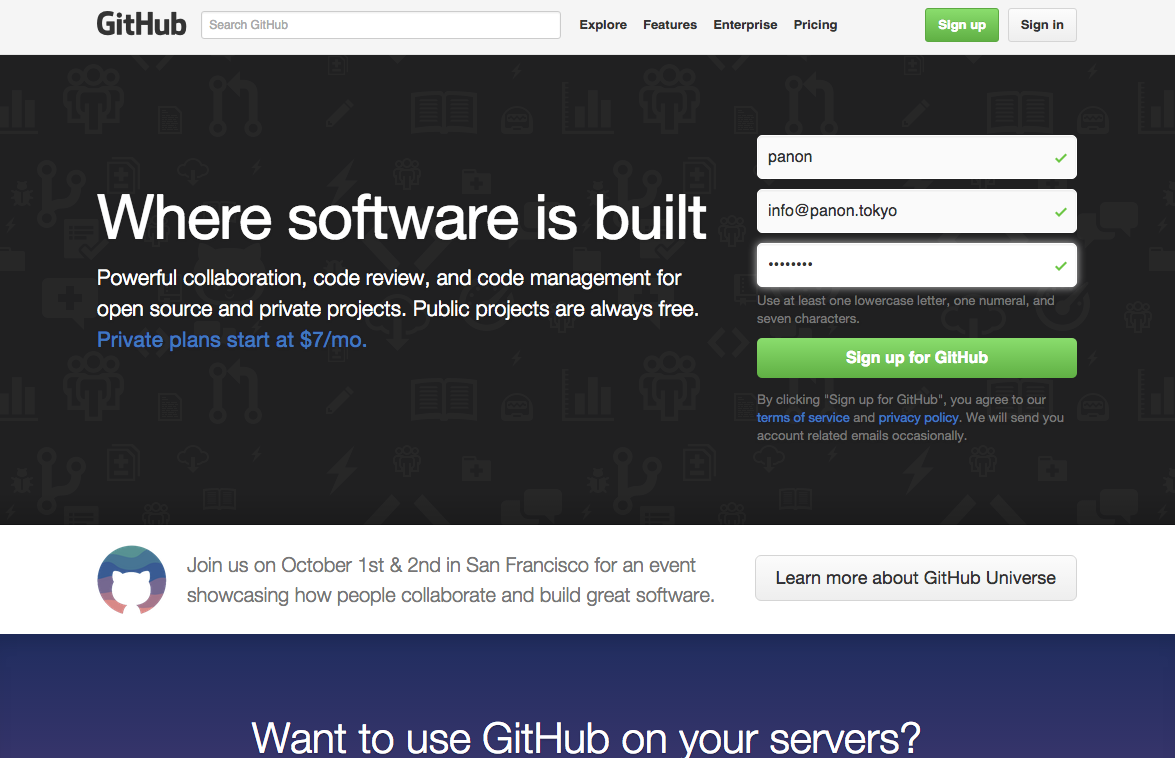 GitHub
Search GitHub
Explore
Features
Enterprise
Pricing
Sign up
Sign in
Where software is built
Powerful collaboration, code review, and code management for
open source and private projects. Public projects are always free.
Private plans start at $7/mo.
panon
info@panon.tokyo
••••••••
Use at least one lowercase letter, one numeral, and
seven characters.
Sign up for GitHub
By clicking "Sign up for GitHub", you agree to our
terms of service and privacy policy. We will send you
account related emails occasionally.
Join us on October 1st & 2nd in San Francisco for an event
showcasing how people collaborate and build great software.
Learn more about GitHub Universe
Want to use GitHub on your servers?